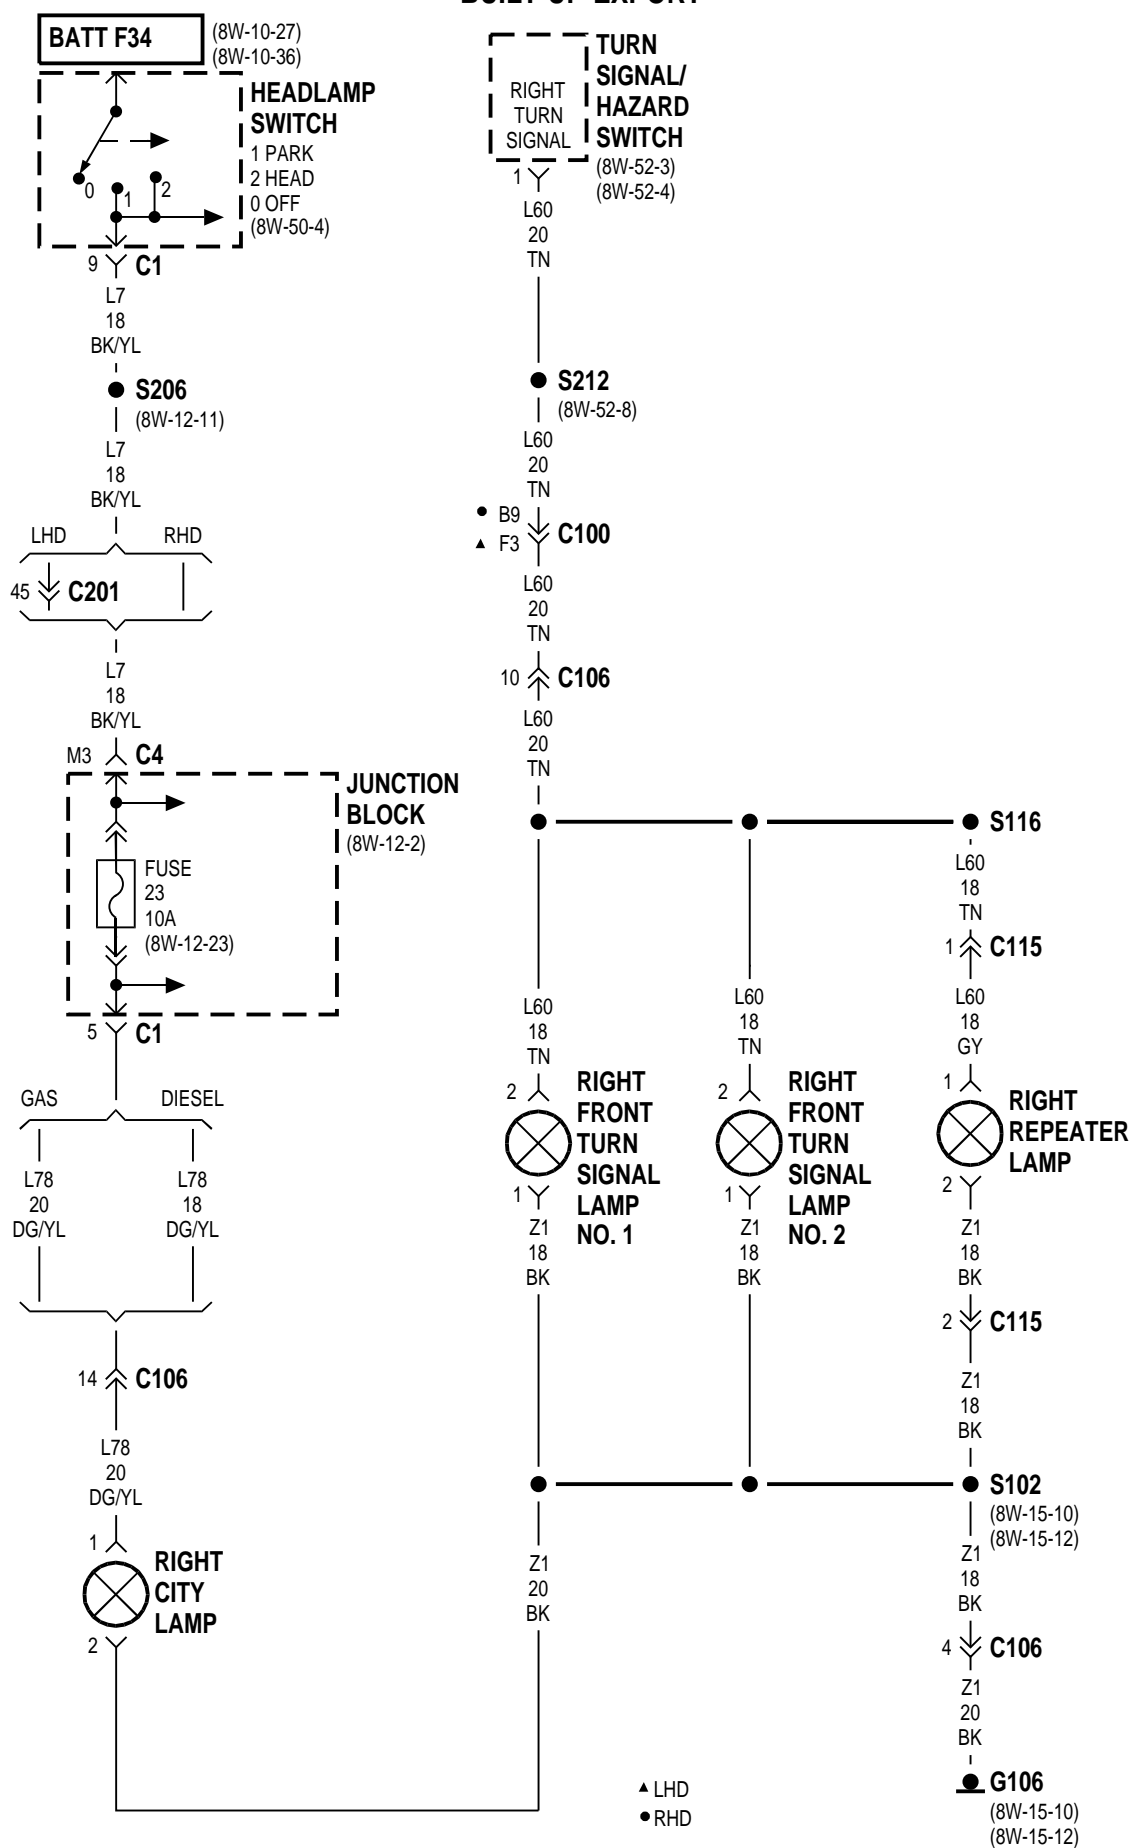 BUILT-UP-EXPORT
BATT F34
(8W-10-27)
(8W-10-36)
HEADLAMP
SWITCH
1 PARK
2 HEAD
0 OFF
(8W-50-4)
0
1
2
9
C1
L7
18
BK/YL
S206
(8W-12-11)
L7
18
BK/YL
LHD
RHD
45
C201
L7
18
BK/YL
M3
C4
JUNCTION
BLOCK
(8W-12-2)
FUSE
23
10A
(8W-12-23)
5
C1
GAS
DIESEL
L78
20
DG/YL
L78
18
DG/YL
14
C106
L78
20
DG/YL
1
RIGHT
CITY
LAMP
2
RIGHT
TURN
SIGNAL
TURN
SIGNAL/
HAZARD
SWITCH
(8W-52-3)
(8W-52-4)
1
L60
20
TN
S212
(8W-52-8)
L60
20
TN
● B9
▲ F3
C100
L60
20
TN
10
C106
L60
20
TN
S116
L60
18
TN
2
RIGHT
FRONT
TURN
SIGNAL
LAMP
NO. 1
1
Z1
18
BK
L60
18
TN
2
RIGHT
FRONT
TURN
SIGNAL
LAMP
NO. 2
1
Z1
18
BK
L60
18
TN
1
C115
L60
18
GY
1
RIGHT
REPEATER
LAMP
2
Z1
18
BK
2
C115
Z1
18
BK
S102
(8W-15-10)
(8W-15-12)
Z1
20
BK
Z1
18
BK
4
C106
Z1
20
BK
G106
(8W-15-10)
(8W-15-12)
▲ LHD
● RHD